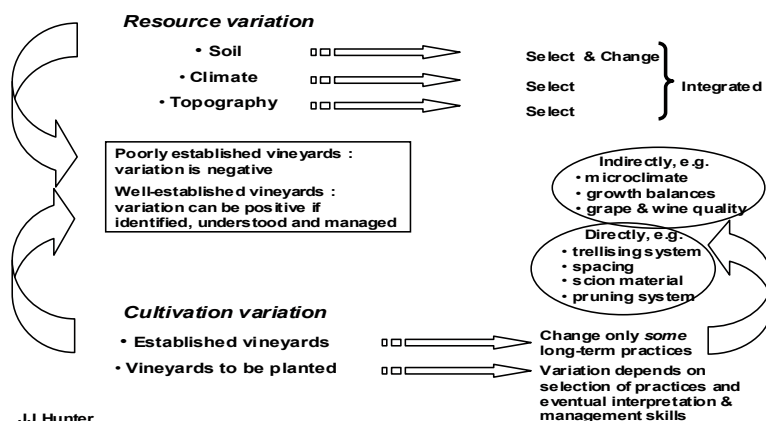 Resource variation
• Soil
Select & Change
• Climate
Select
Integrated
• Topography
Select
Poorly established vineyards :
variation is negative
Well-established vineyards :
variation can be positive if
identified, understood and managed
Indirectly, e.g.
• microclimate
• growth balances
• grape & wine quality
Directly, e.g.
• trellising system
• spacing
• scion material
• pruning system
Cultivation variation
• Established vineyards
Change only some
long-term practices
• Vineyards to be planted
Variation depends on
selection of practices and
eventual interpretation &
management skills
J.J Hunter